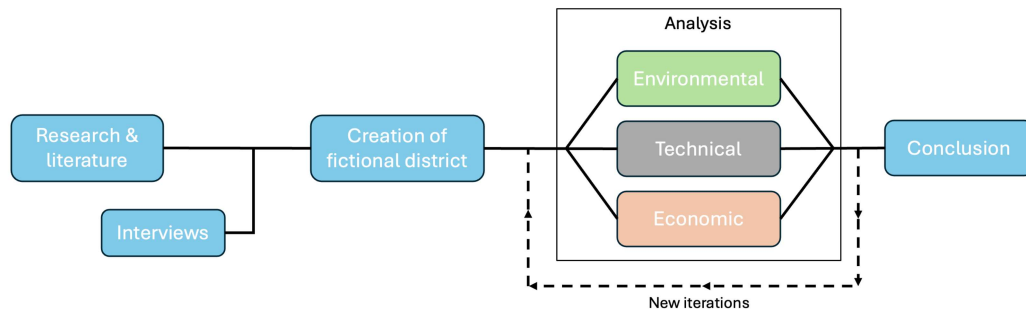 Analysis
Environmental
Research &
literature
Creation of
fictional district
Technical
Conclusion
Interviews
Economic
New iterations